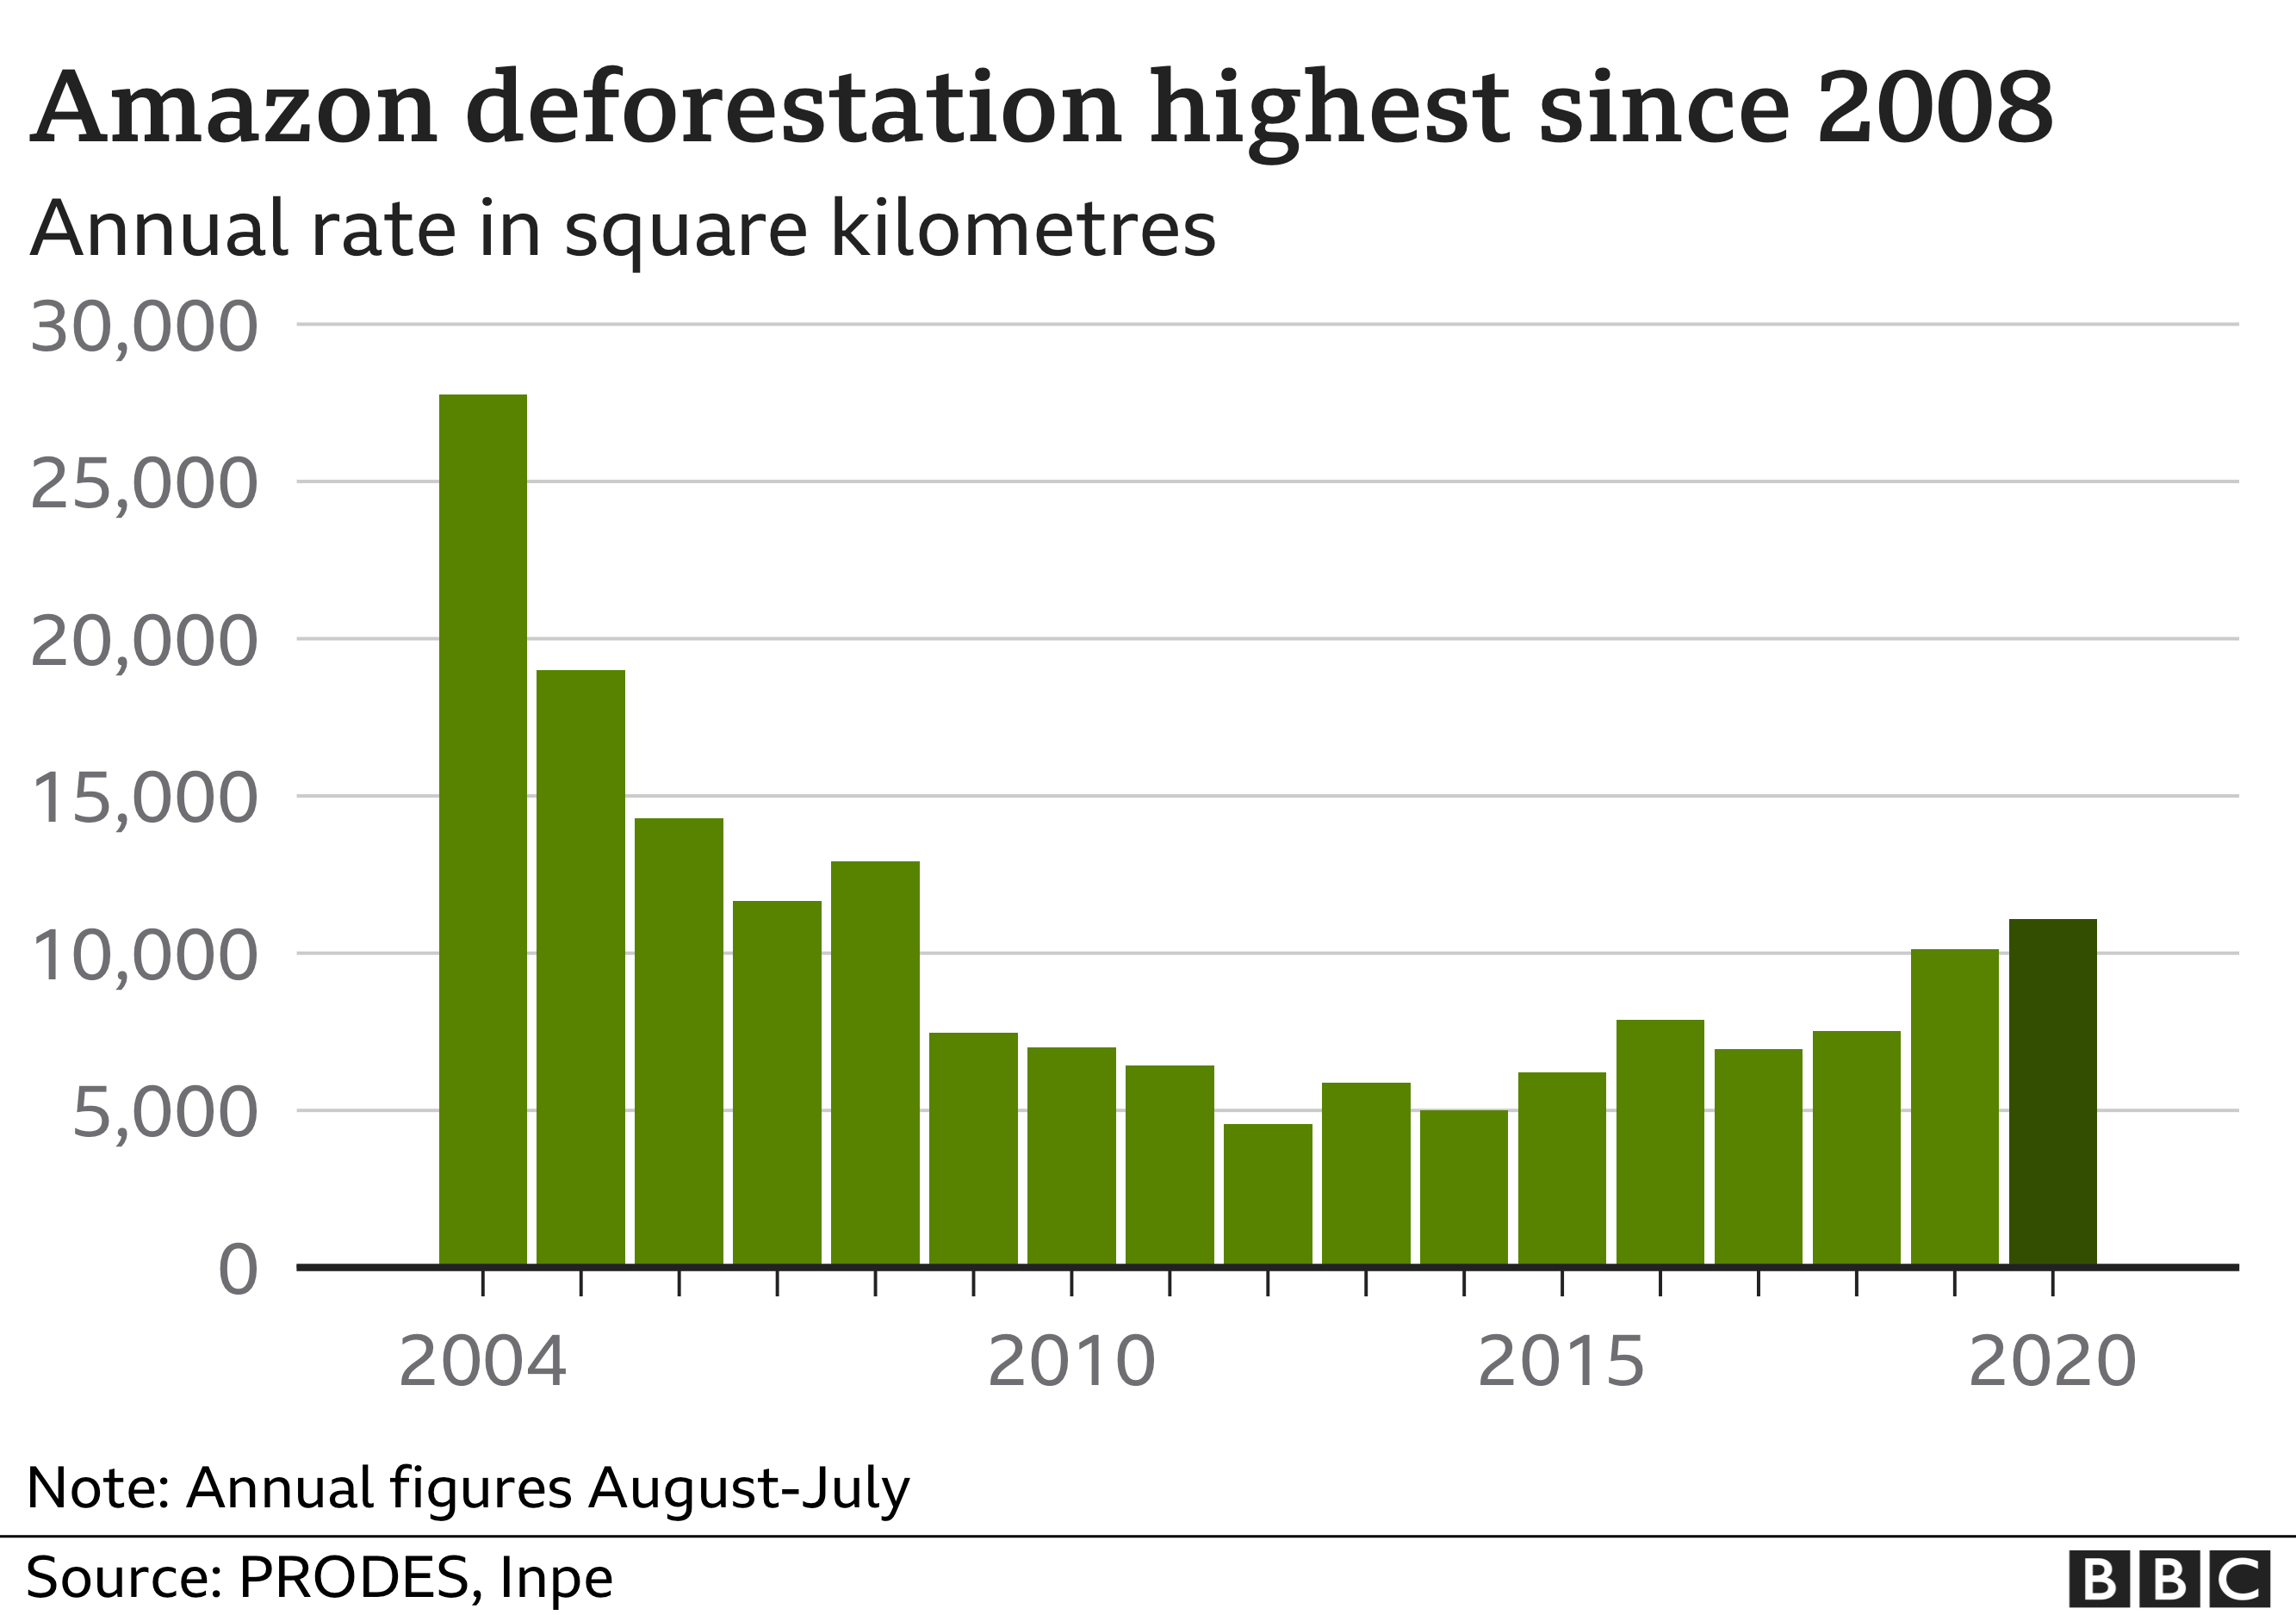 Amazon deforestation highest since 2008
Annual rate in square kilometres
30,000
25,000
20,000
15,000
10,000
5,000
0
2004 2010 2015 2020
Note: Annual figures August-July
Source: PRODES, Inpe
BBC